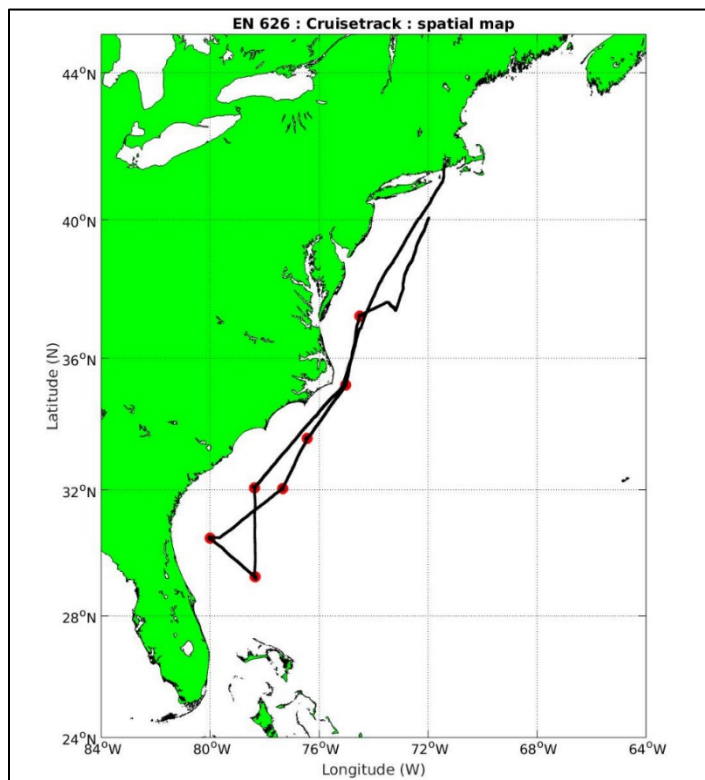 EN 626 : Cruisetrack : spatial map
44°N
40°N
36°N
32°N
28°N
24°N
Latitude (N)
84°W 80°W 76°W 72°W 68°W 64°W
Longitude (W)